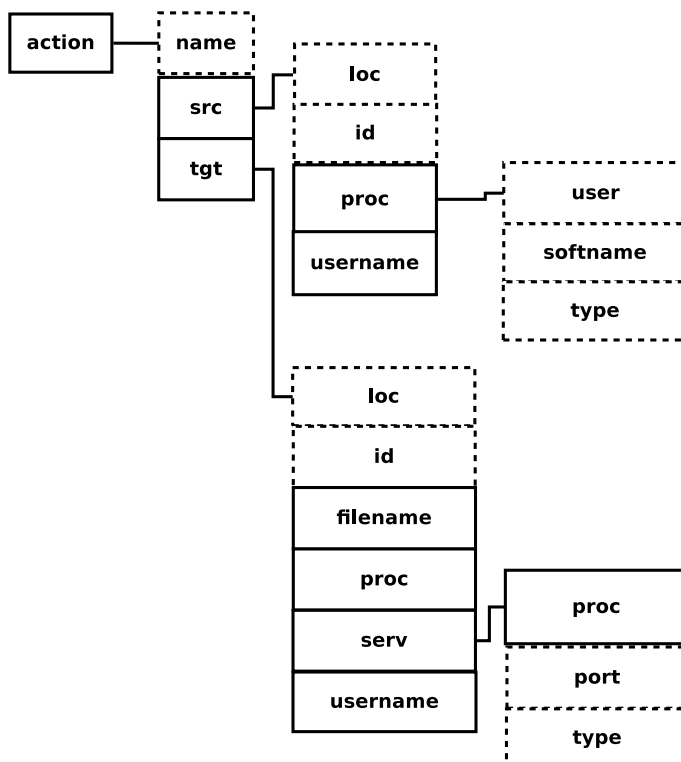 action
name
src
tgt
loc
id
proc
username
user
softname
type
loc
id
filename
proc
serv
username
proc
port
type